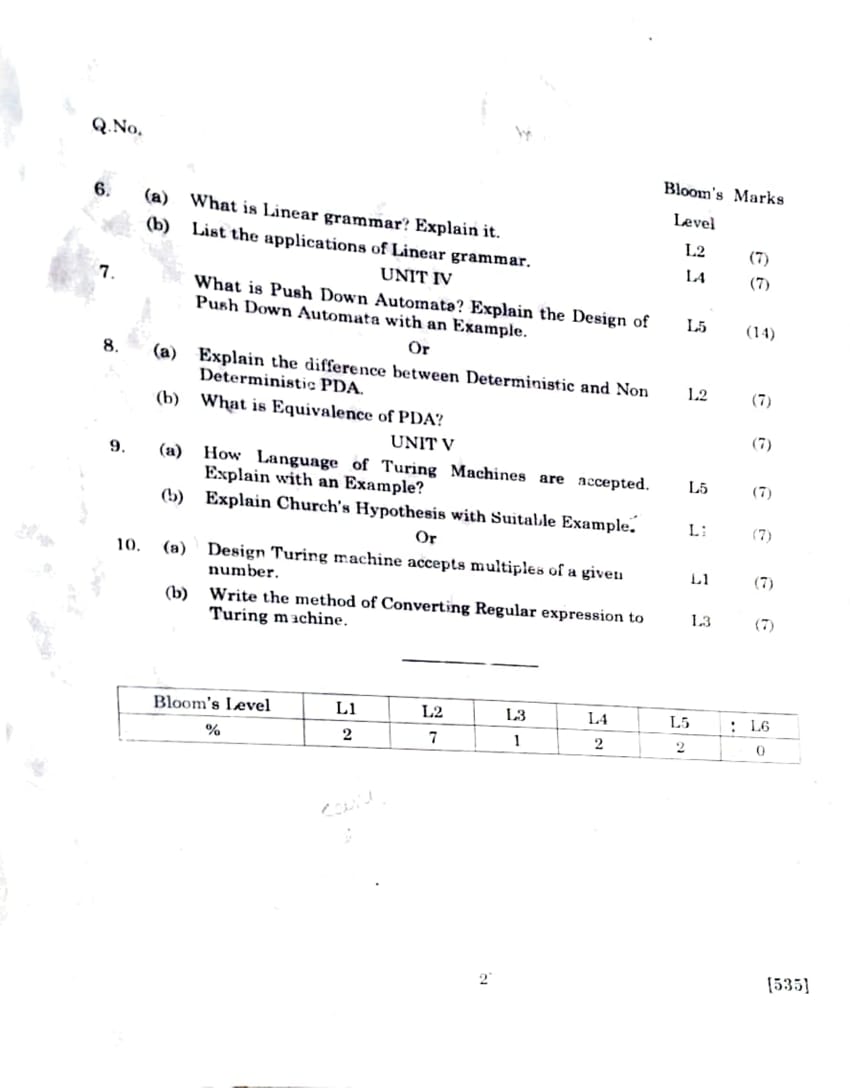 Q.No.
Bloom's Marks
Level
6. (a) What is Linear grammar? Explain it. L2 (7)
(b) List the applications of Linear grammar. L4 (7)
UNIT IV
7. What is Push Down Automata? Explain the Design of
Push Down Automata with an Example. L5 (14)
Or
8. (a) Explain the difference between Deterministic and Non
Deterministic PDA. L2 (7)
(b) What is Equivalence of PDA? (7)
UNIT V
9. (a) How Language of Turing Machines are accepted.
Explain with an Example? L5 (7)
(b) Explain Church's Hypothesis with Suitable Example. (7)
Or
10. (a) Design Turing machine accepts multiples of a given
number. L1 (7)
(b) Write the method of Converting Regular expression to
Turing machine. L3 (7)
Bloom's Level L1 L2 L3 L4 L5 : L6
% 2 7 1 2 2 0
2
[535]